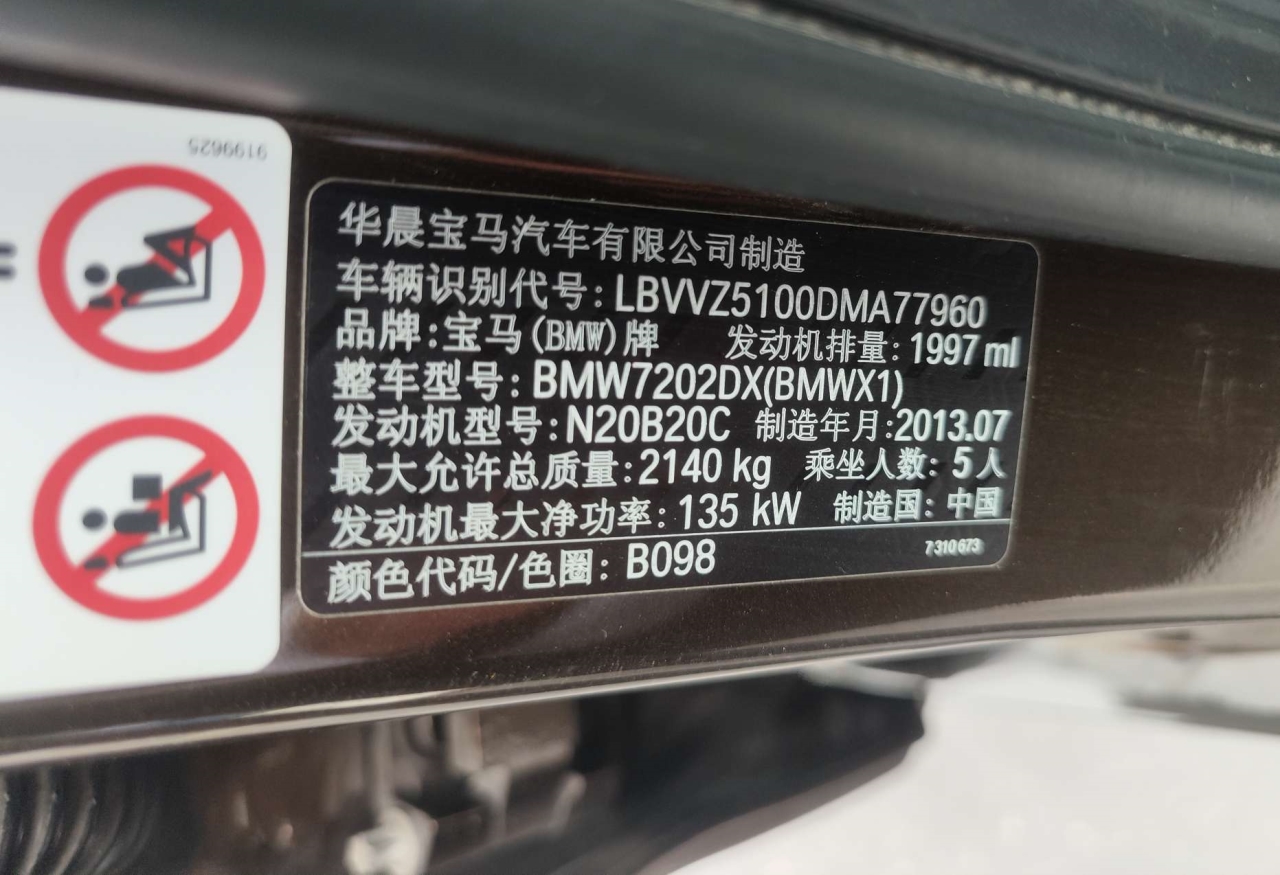 9199625
华晨宝马汽车有限公司制造
车辆识别代号: LBVVZ5100DMA77960
品牌:宝马(BMW)牌 发动机排量: 1997 ml
整车型号: BMW7202DX(BMWX1)
发动机型号: N20B20C 制造年月:2013.07
最大允许总质量: 2140 kg 乘坐人数: 5人
发动机最大净功率: 135 kW 制造国: 中国
7 310 673
颜色代码/色圈: B098